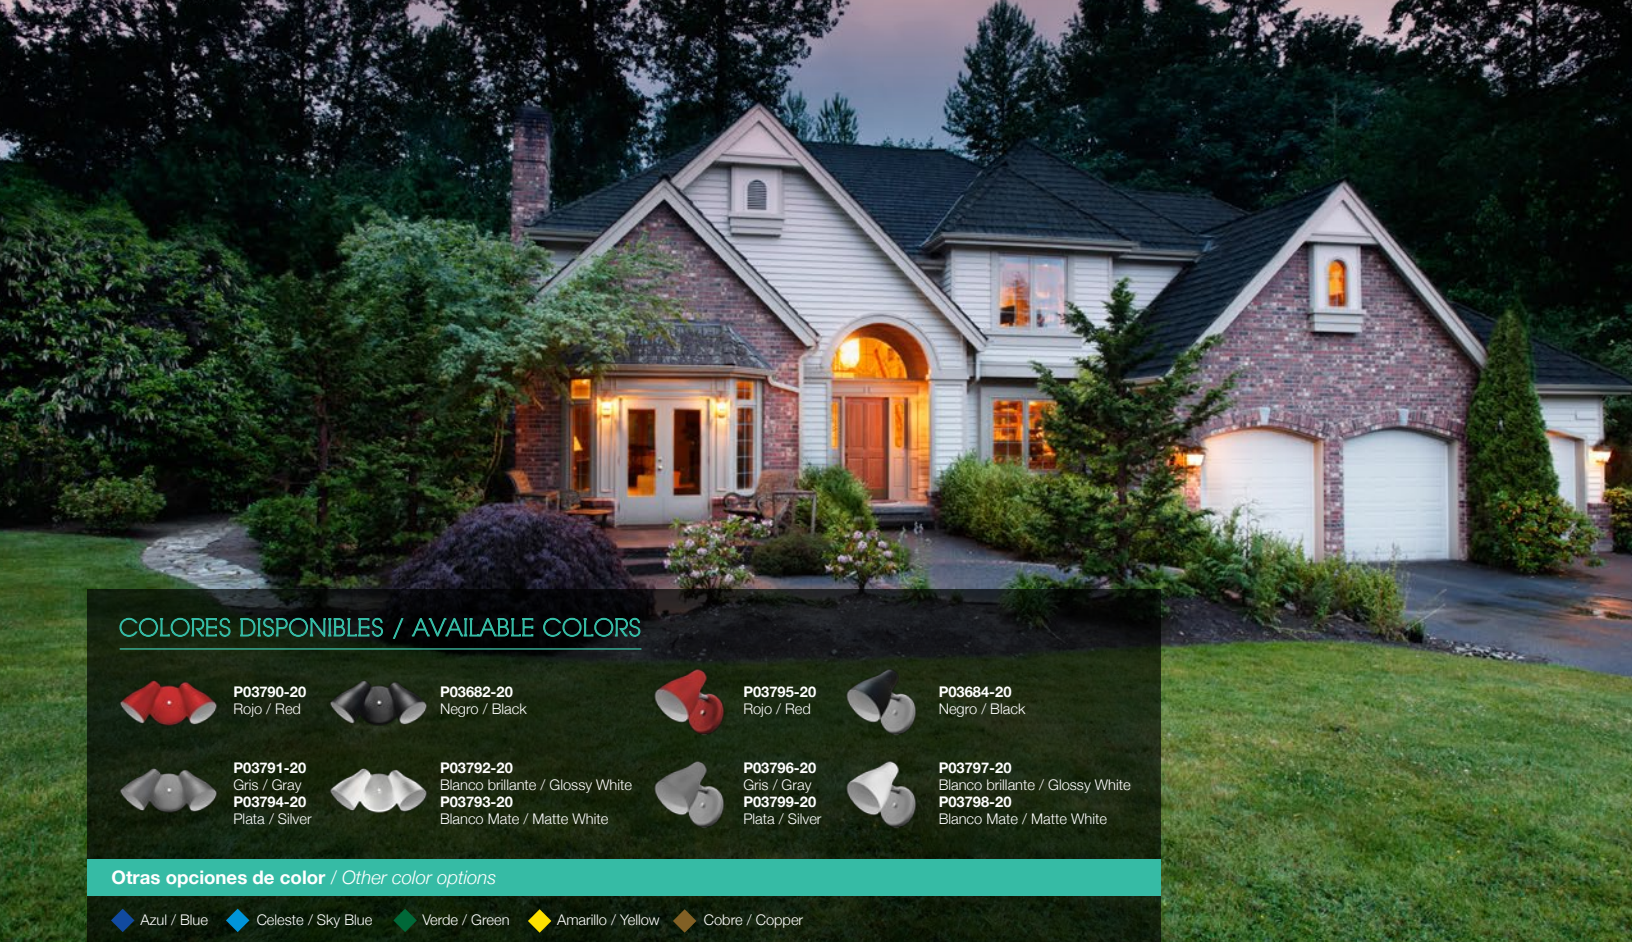 COLORES DISPONIBLES / AVAILABLE COLORS
P03790-20
Rojo / Red
P03682-20
Negro / Black
P03795-20
Rojo / Red
P03684-20
Negro / Black
P03791-20
Gris / Gray
P03794-20
Plata / Silver
P03792-20
Blanco brillante / Glossy White
P03793-20
Blanco Mate / Matte White
P03796-20
Gris / Gray
P03799-20
Plata / Silver
P03797-20
Blanco brillante / Glossy White
P03798-20
Blanco Mate / Matte White
Otras opciones de color / Other color options
Azul / Blue Celeste / Sky Blue Verde / Green Amarillo / Yellow Cobre / Copper